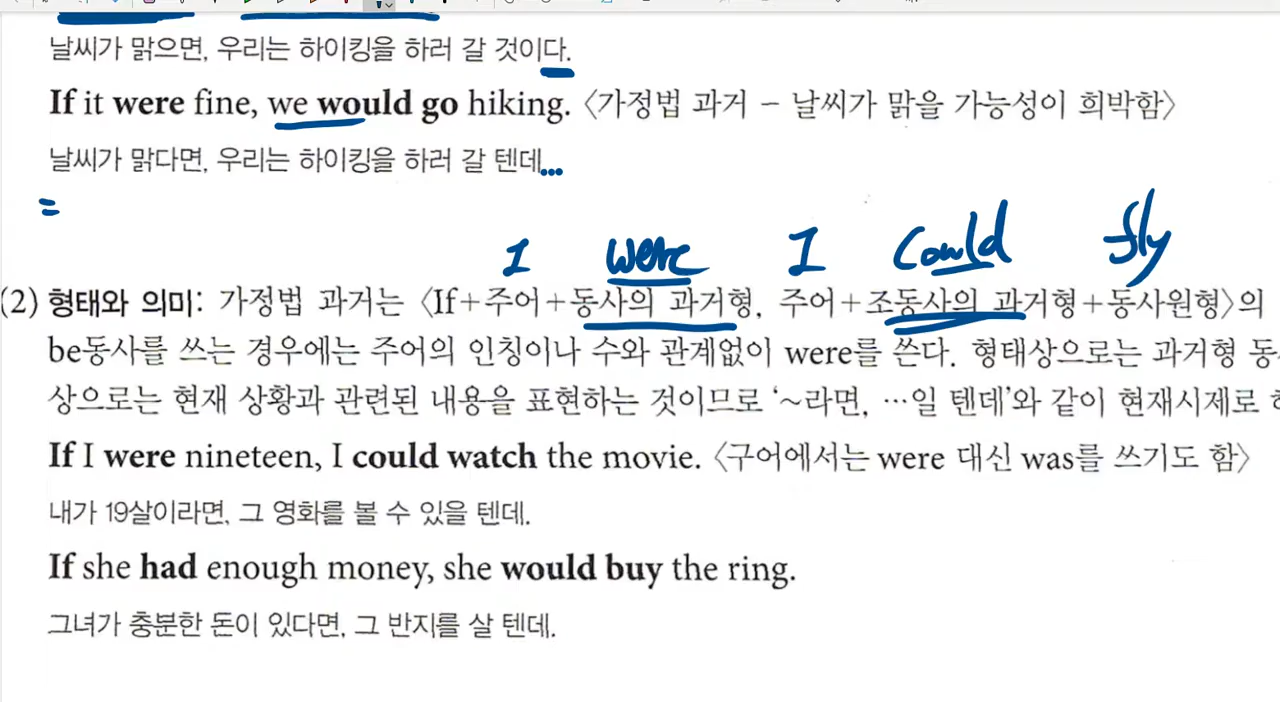 날씨가 맑으면, 우리는 하이킹을 하러 갈 것이다.
If it were fine, we would go hiking. 〈가정법 과거 – 날씨가 맑을 가능성이 희박함〉
날씨가 맑다면, 우리는 하이킹을 하러 갈 텐데...
=
I were I could fly
(2) 형태와 의미: 가정법 과거는 〈If+주어+동사의 과거형, 주어+조동사의 과거형+동사원형〉의
be동사를 쓰는 경우에는 주어의 인칭이나 수와 관계없이 were를 쓴다. 형태상으로는 과거형
상으로는 현재 상황과 관련된 내용을 표현하는 것이므로 ‘~라면, …일 텐데’와 같이 현재시제로
If I were nineteen, I could watch the movie. 〈구어에서는 were 대신 was를 쓰기도 함〉
내가 19살이라면, 그 영화를 볼 수 있을 텐데.
If she had enough money, she would buy the ring.
그녀가 충분한 돈이 있다면, 그 반지를 살 텐데.